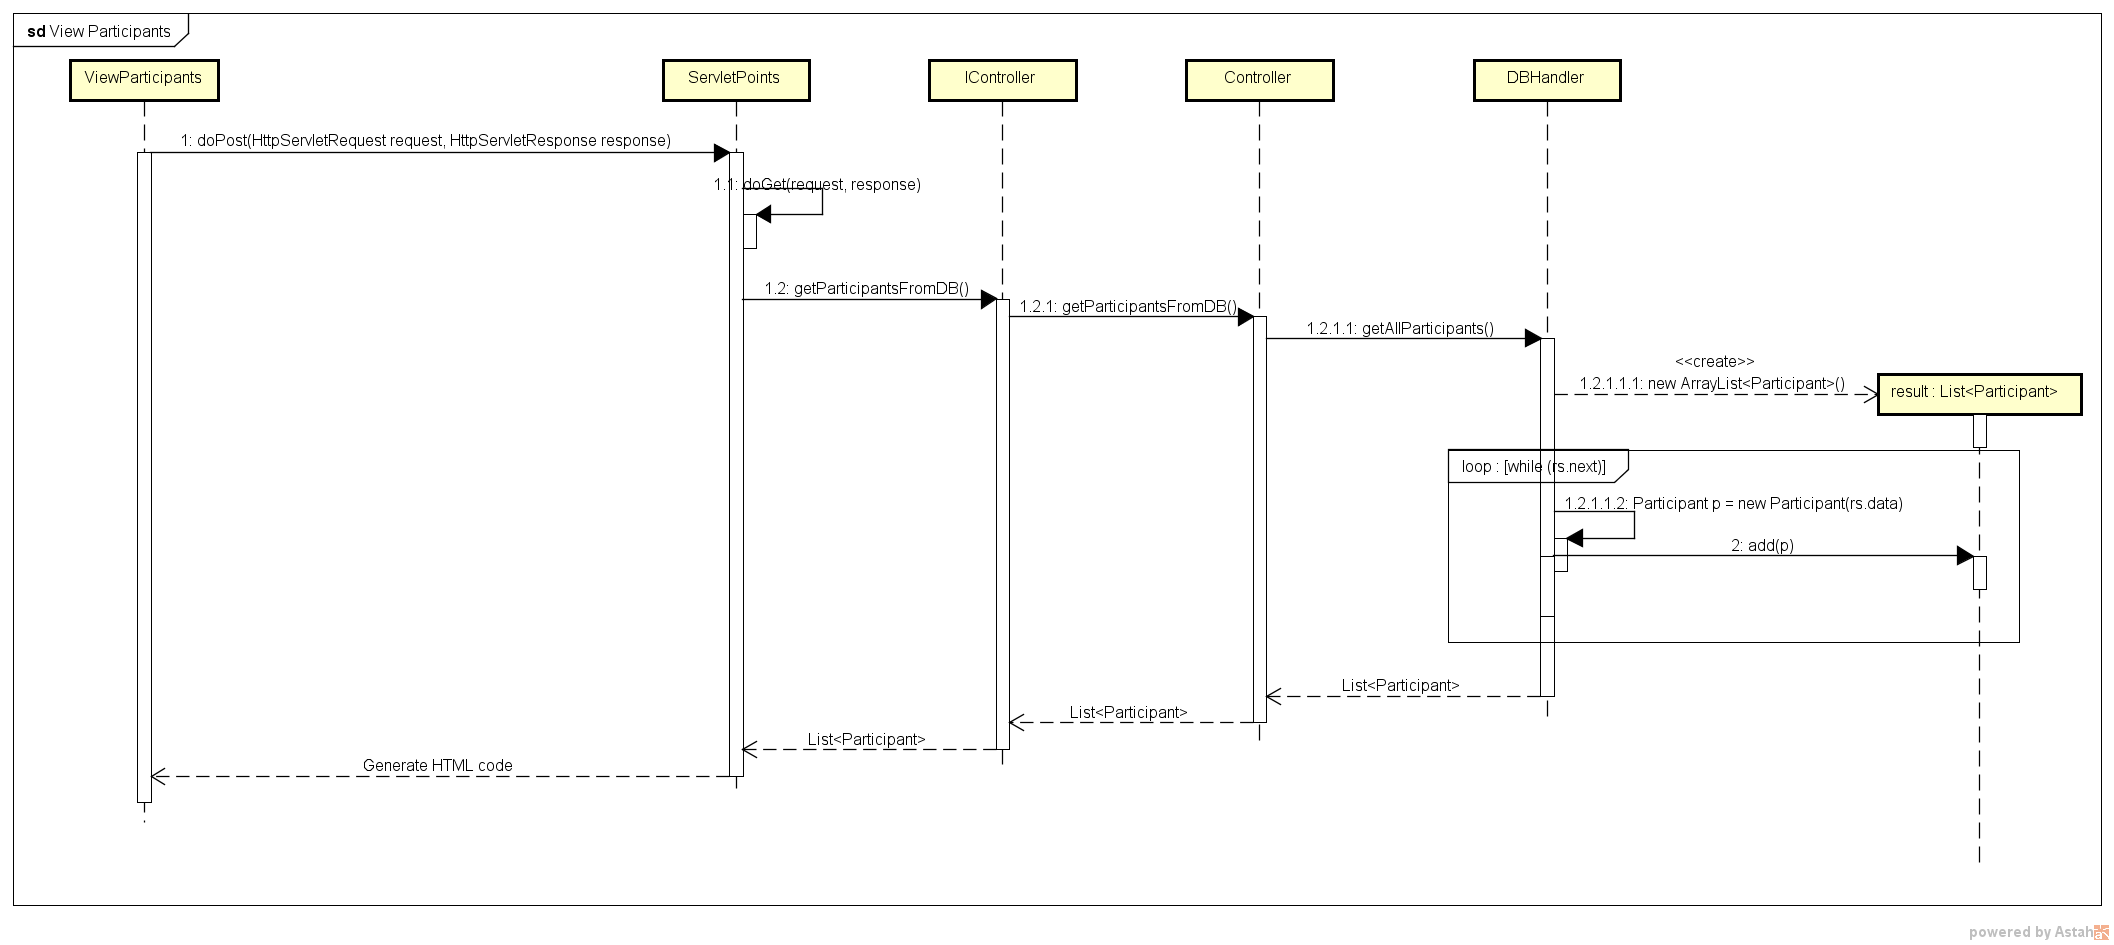 sd View Participants
ViewParticipants
ServletPoints
IController
Controller
DBHandler
1: doPost(HttpServletRequest request, HttpServletResponse response)
1.1: doGet(request, response)
1.2: getParticipantsFromDB()
1.2.1: getParticipantsFromDB()
1.2.1.1: getAllParticipants()
<<create>>
1.2.1.1.1: new ArrayList<Participant>()
result : List<Participant>
loop : [while (rs.next)]
1.2.1.1.2: Participant p = new Participant(rs.data)
2: add(p)
List<Participant>
List<Participant>
List<Participant>
Generate HTML code
powered by Astah